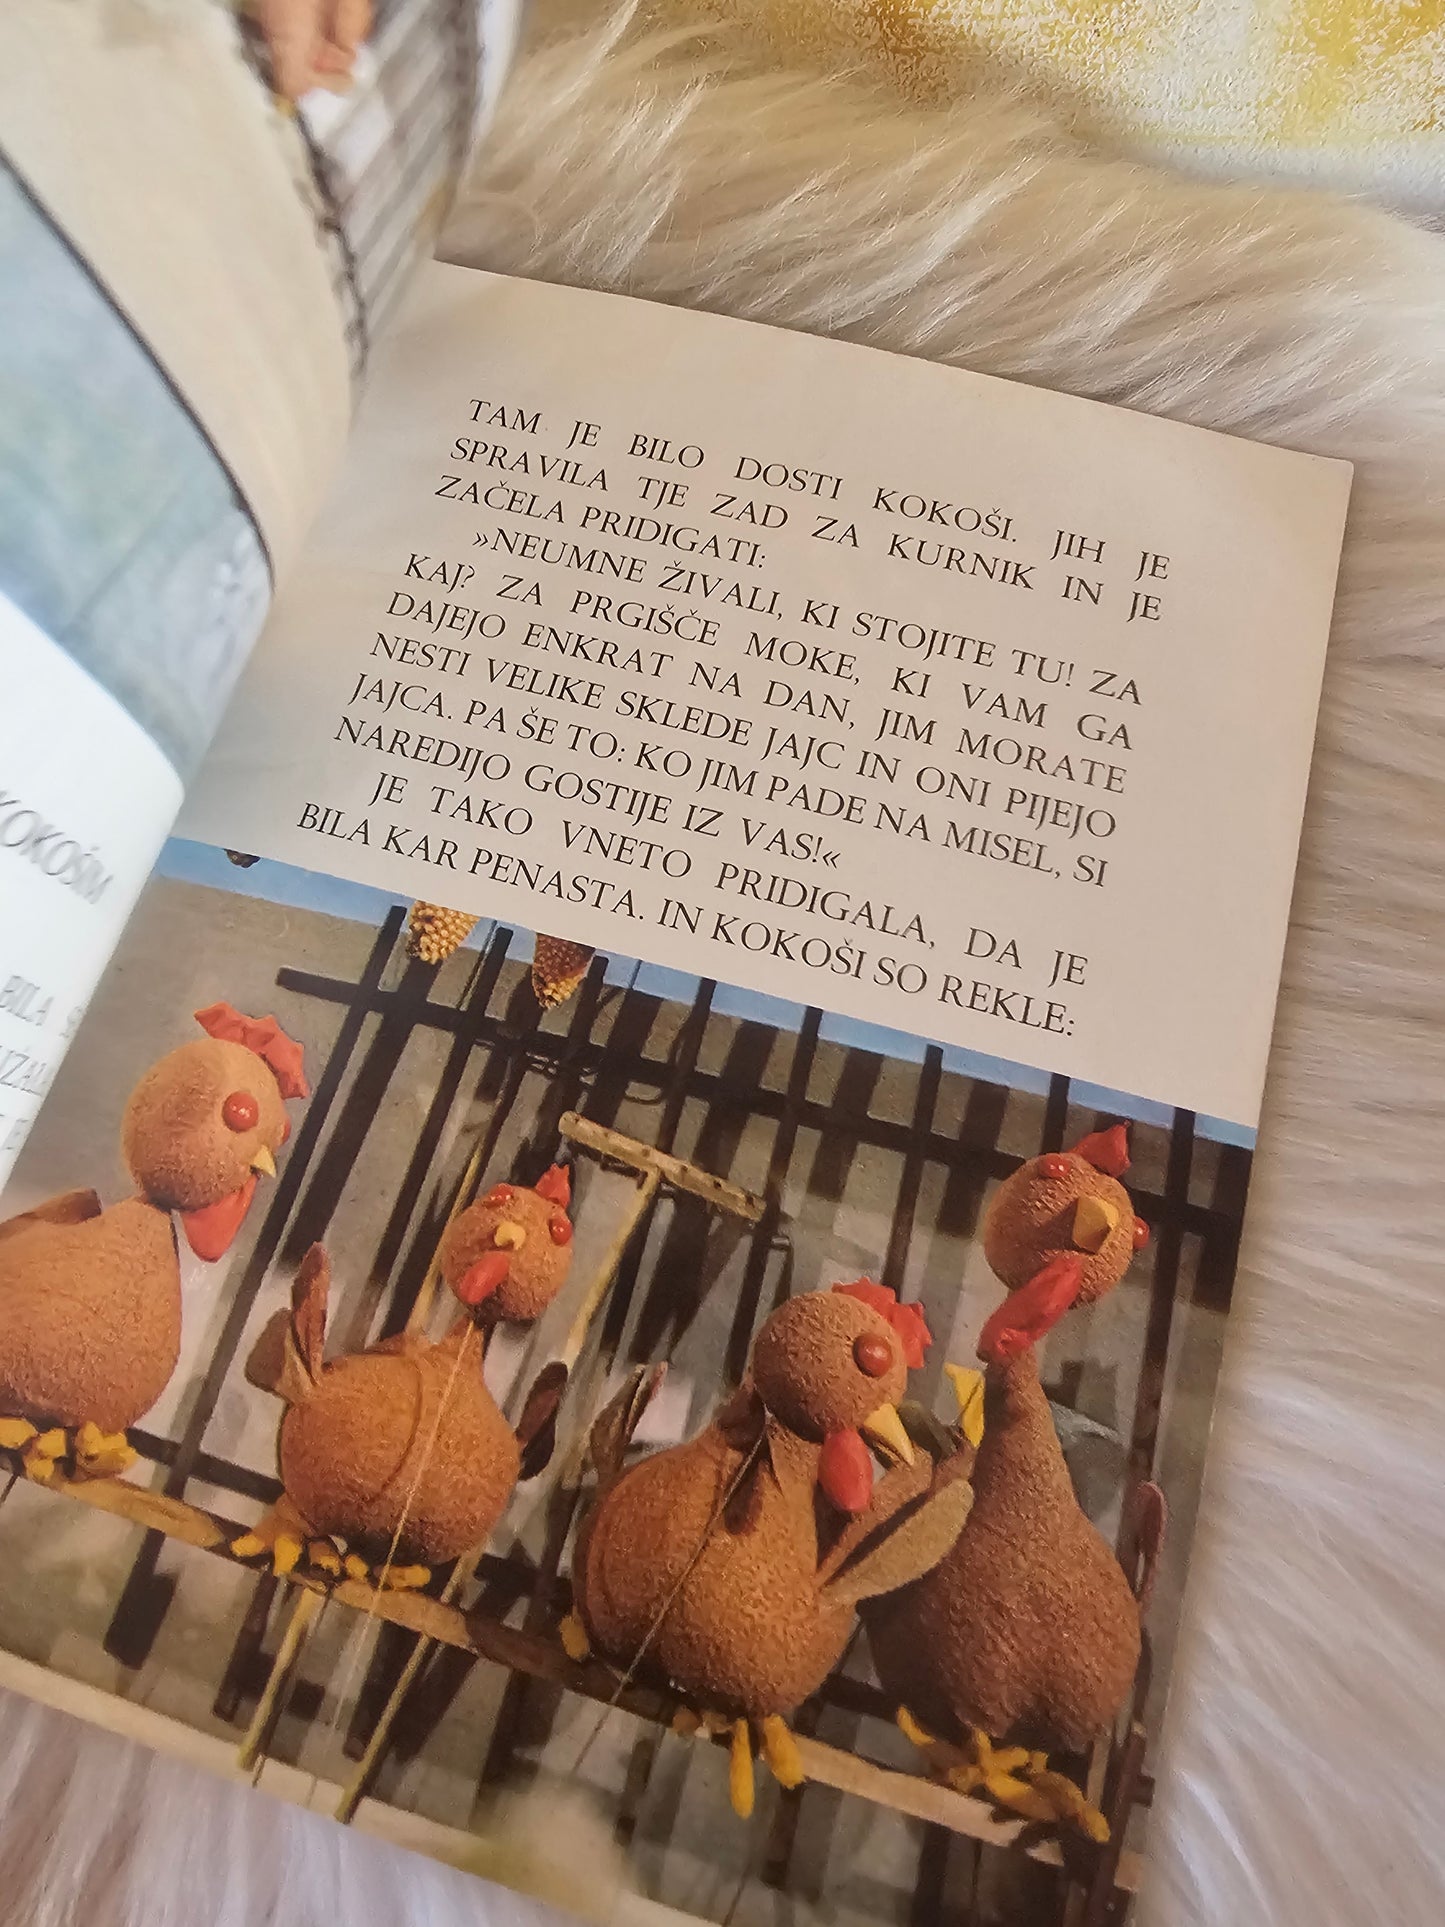 KOKOŠIM
BILA
TAM JE BILO DOSTI KOKOŠI. JIH JE
SPRAVILA TJE ZAD ZA KURNIK IN JE
ZAČELA PRIDIGATI:
»NEUMNE ŽIVALI, KI STOJITE TU! ZA
KAJ? ZA PRGIŠČE MOKE, KI VAM GA
DAJEJO ENKRAT NA DAN, JIM MORATE
NESTI VELIKE SKLEDE JAJC IN ONI PIJEJO
JAJCA. PA ŠE TO: KO JIM PADE NA MISEL, SI
NAREDIJO GOSTIJE IZ VAS!«
JE TAKO VNETO PRIDIGALA, DA JE
BILA KAR PENASTA. IN KOKOŠI SO REKLE: